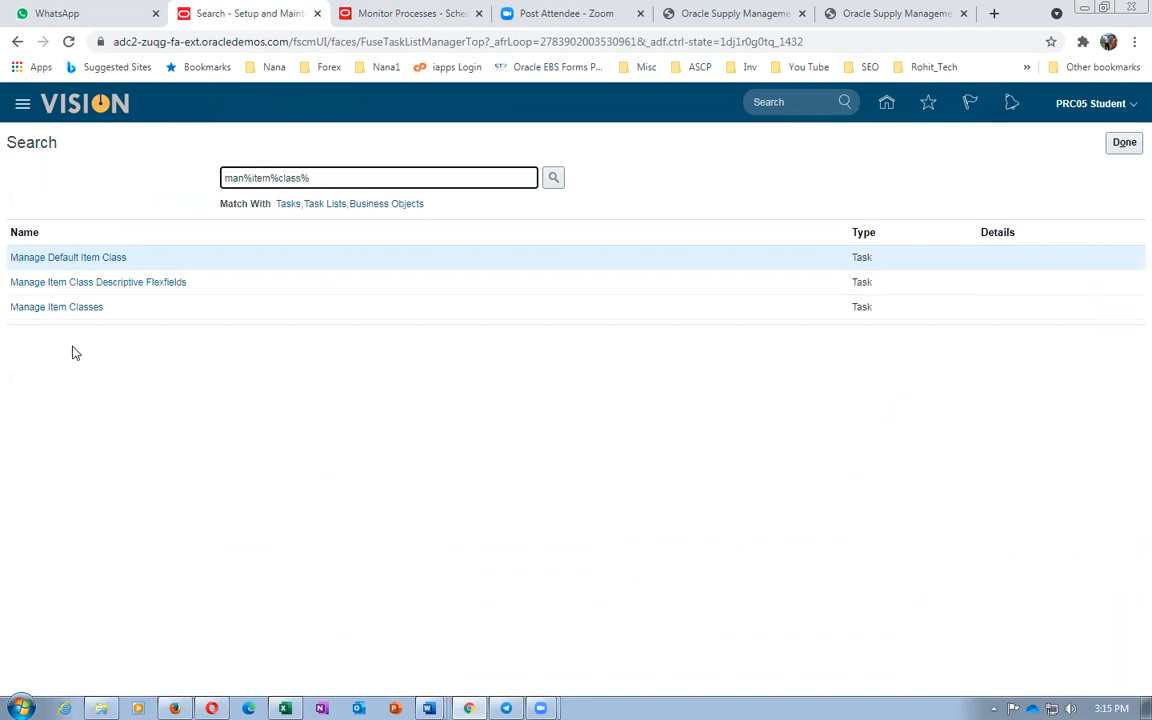 WhatsApp
Search - Setup and Maint
Monitor Processes - Sche
Post Attendee - Zoom
Oracle Supply Manageme
Oracle Supply Manageme
adc2-zuqg-fa-ext.oracledemos.com/fscmUI/faces/FuseTaskListManagerTop?_afrLoop=2783902003530961&_adf.ctrl-state=1dj1r0g0tq_1432
Apps Suggested Sites Bookmarks Nana Forex Nana1 iapps Login Oracle EBS Forms P... Misc ASCP Inv You Tube SEO Rohit_Tech » Other bookmarks
VISION Search PRC05 Student
Search Done
man%item%class%
Match With Tasks, Task Lists, Business Objects
Name Type Details
Manage Default Item Class Task
Manage Item Class Descriptive Flexfields Task
Manage Item Classes Task
3:15 PM